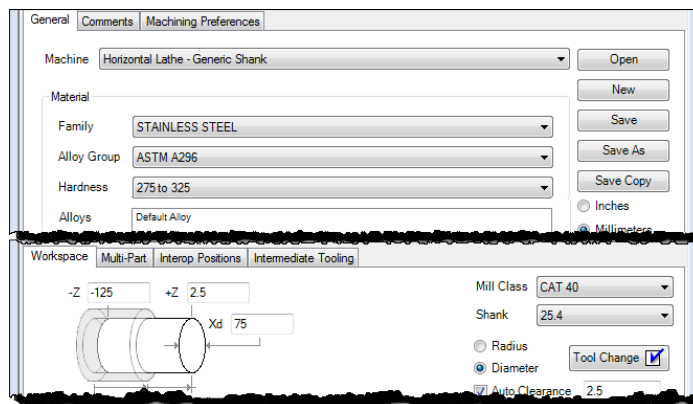 General Comments Machining Preferences
Machine Horizontal Lathe - Generic Shank Open
New
Material
Family STAINLESS STEEL Save
Alloy Group ASTM A296 Save As
Hardness 275 to 325 Save Copy
Inches
Alloys Default Alloy
Millimeters
Workspace Multi-Part Interop Positions Intermediate Tooling
-Z -125 +Z 2.5 Mill Class CAT 40
Xd 75 Shank 25.4
Radius
Diameter Tool Change
Auto Clearance 2.5